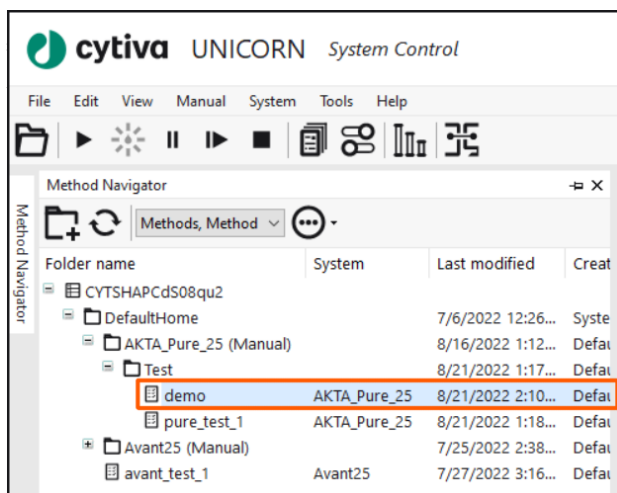 cytiva UNICORN System Control
File Edit View Manual System Tools Help
Method Navigator
Method Navigator
Methods, Method
Folder name System Last modified Creat
CYTSHAPCdS08qu2
DefaultHome 7/6/2022 12:26... Syste
AKTA_Pure_25 (Manual) 8/16/2022 1:12... Defau
Test 8/21/2022 1:17... Defau
demo AKTA_Pure_25 8/21/2022 2:10... Defau
pure_test_1 AKTA_Pure_25 8/21/2022 1:18... Defau
Avant25 (Manual) 7/25/2022 2:38... Defau
avant_test_1 Avant25 7/27/2022 3:16... Defau